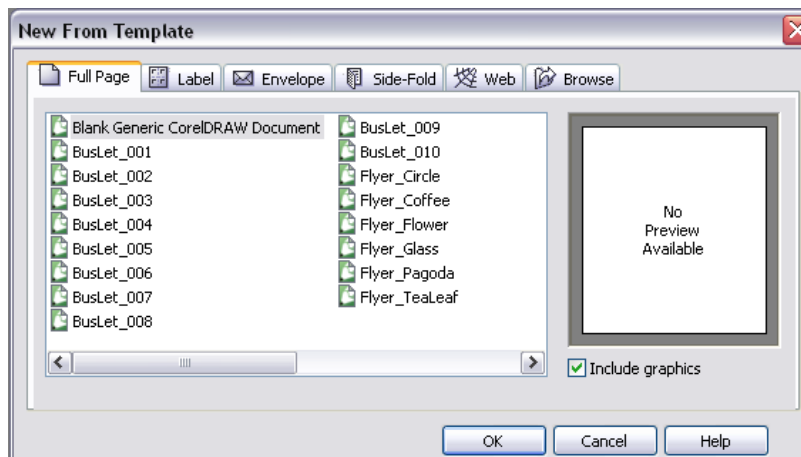 New From Template
Full Page Label Envelope Side-Fold Web Browse
Blank Generic CorelDRAW Document
BusLet_001
BusLet_002
BusLet_003
BusLet_004
BusLet_005
BusLet_006
BusLet_007
BusLet_008
BusLet_009
BusLet_010
Flyer_Circle
Flyer_Coffee
Flyer_Flower
Flyer_Glass
Flyer_Pagoda
Flyer_TeaLeaf
No
Preview
Available
Include graphics
OK Cancel Help